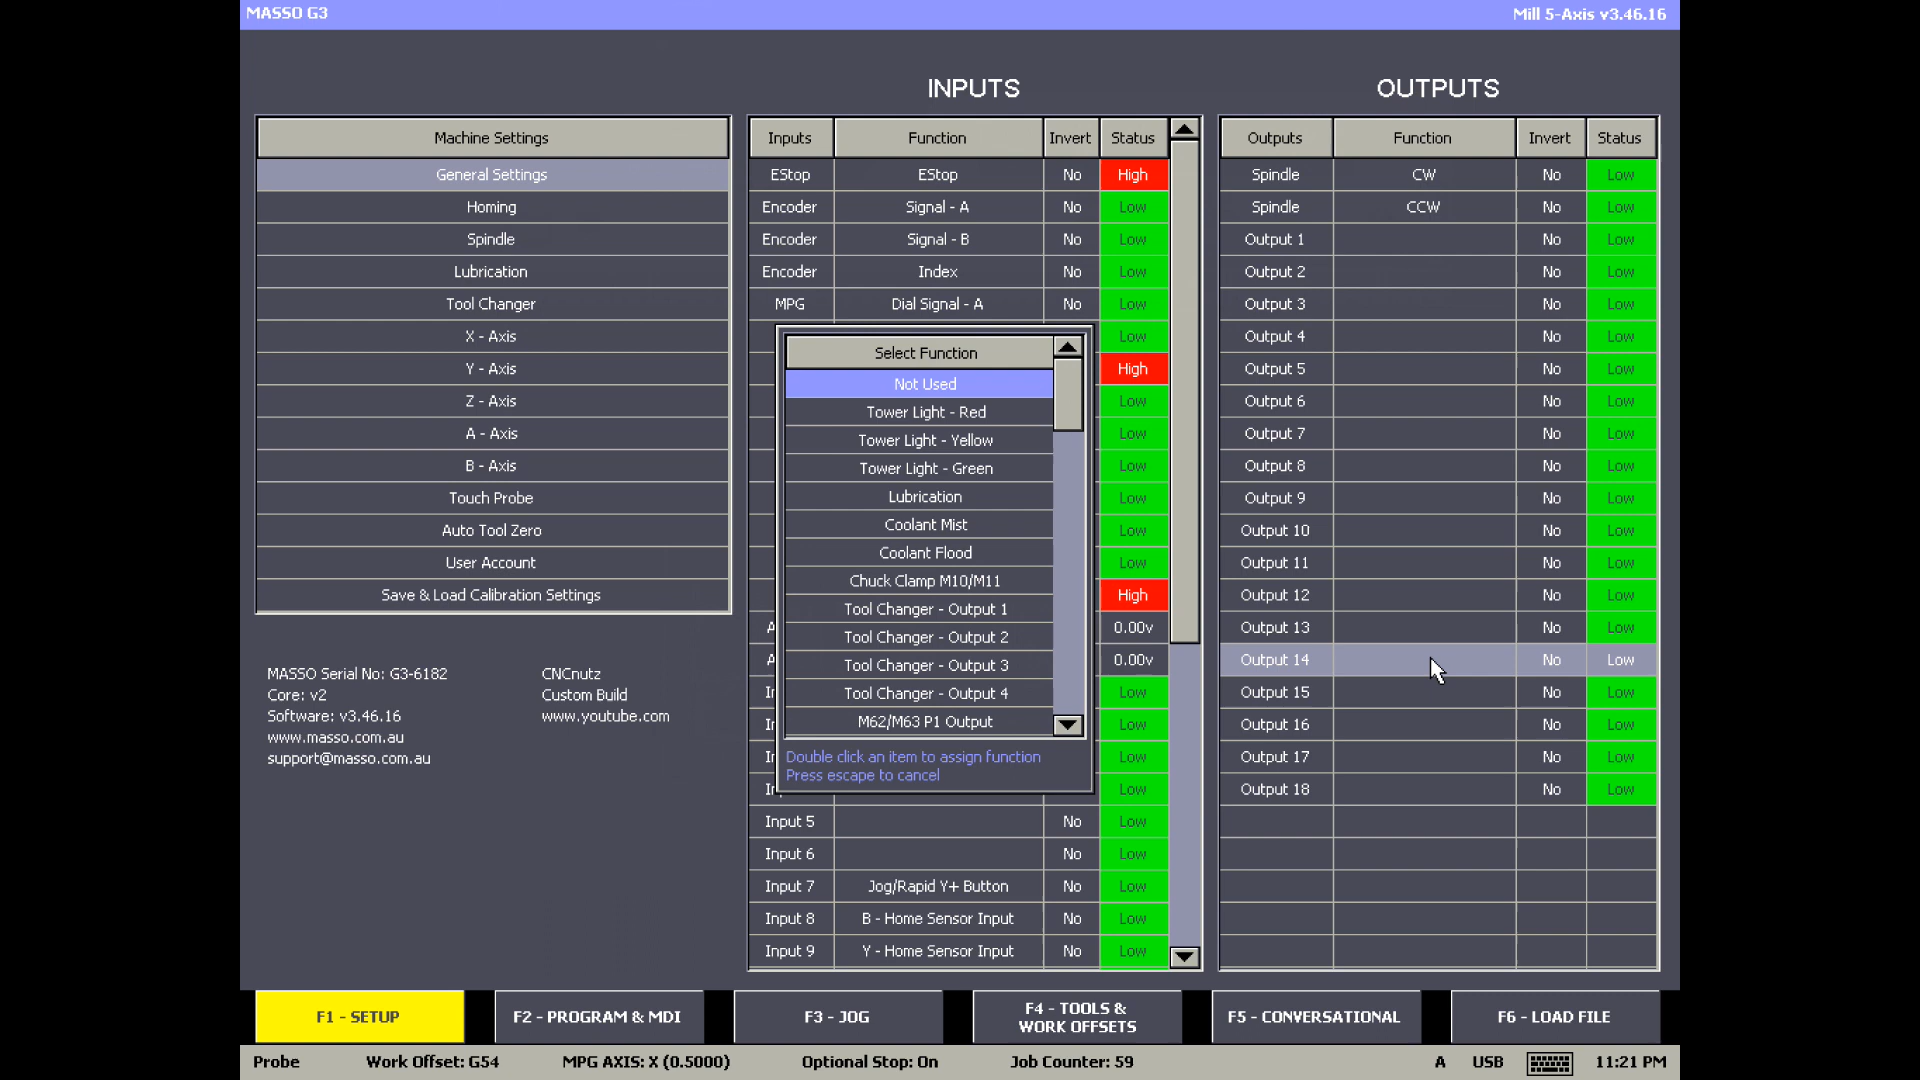 MASSO G3
Mill 5-Axis v3.46.16
INPUTS
OUTPUTS
Machine Settings
General Settings
Homing
Spindle
Lubrication
Tool Changer
X - Axis
Y - Axis
Z - Axis
A - Axis
B - Axis
Touch Probe
Auto Tool Zero
User Account
Save & Load Calibration Settings
MASSO Serial No: G3-6182
Core: v2
Software: v3.46.16
www.masso.com.au
support@masso.com.au
CNCnutz
Custom Build
www.youtube.com
Inputs Function Invert Status
EStop EStop No High
Encoder Signal - A No Low
Encoder Signal - B No Low
Encoder Index No Low
MPG Dial Signal - A No Low
Low
High
Low
Low
Low
Low
Low
Low
High
A 0.00v
A 0.00v
I Low
I Low
I Low
I Low
Input 5 No Low
Input 6 No Low
Input 7 Jog/Rapid Y+ Button No Low
Input 8 B - Home Sensor Input No Low
Input 9 Y - Home Sensor Input No Low
Select Function
Not Used
Tower Light - Red
Tower Light - Yellow
Tower Light - Green
Lubrication
Coolant Mist
Coolant Flood
Chuck Clamp M10/M11
Tool Changer - Output 1
Tool Changer - Output 2
Tool Changer - Output 3
Tool Changer - Output 4
M62/M63 P1 Output
Double click an item to assign function
Press escape to cancel
Outputs Function Invert Status
Spindle CW No Low
Spindle CCW No Low
Output 1 No Low
Output 2 No Low
Output 3 No Low
Output 4 No Low
Output 5 No Low
Output 6 No Low
Output 7 No Low
Output 8 No Low
Output 9 No Low
Output 10 No Low
Output 11 No Low
Output 12 No Low
Output 13 No Low
Output 14 No Low
Output 15 No Low
Output 16 No Low
Output 17 No Low
Output 18 No Low
F1 - SETUP
F2 - PROGRAM & MDI
F3 - JOG
F4 - TOOLS &
WORK OFFSETS
F5 - CONVERSATIONAL
F6 - LOAD FILE
Probe Work Offset: G54 MPG AXIS: X (0.5000) Optional Stop: On Job Counter: 59 A USB 11:21 PM